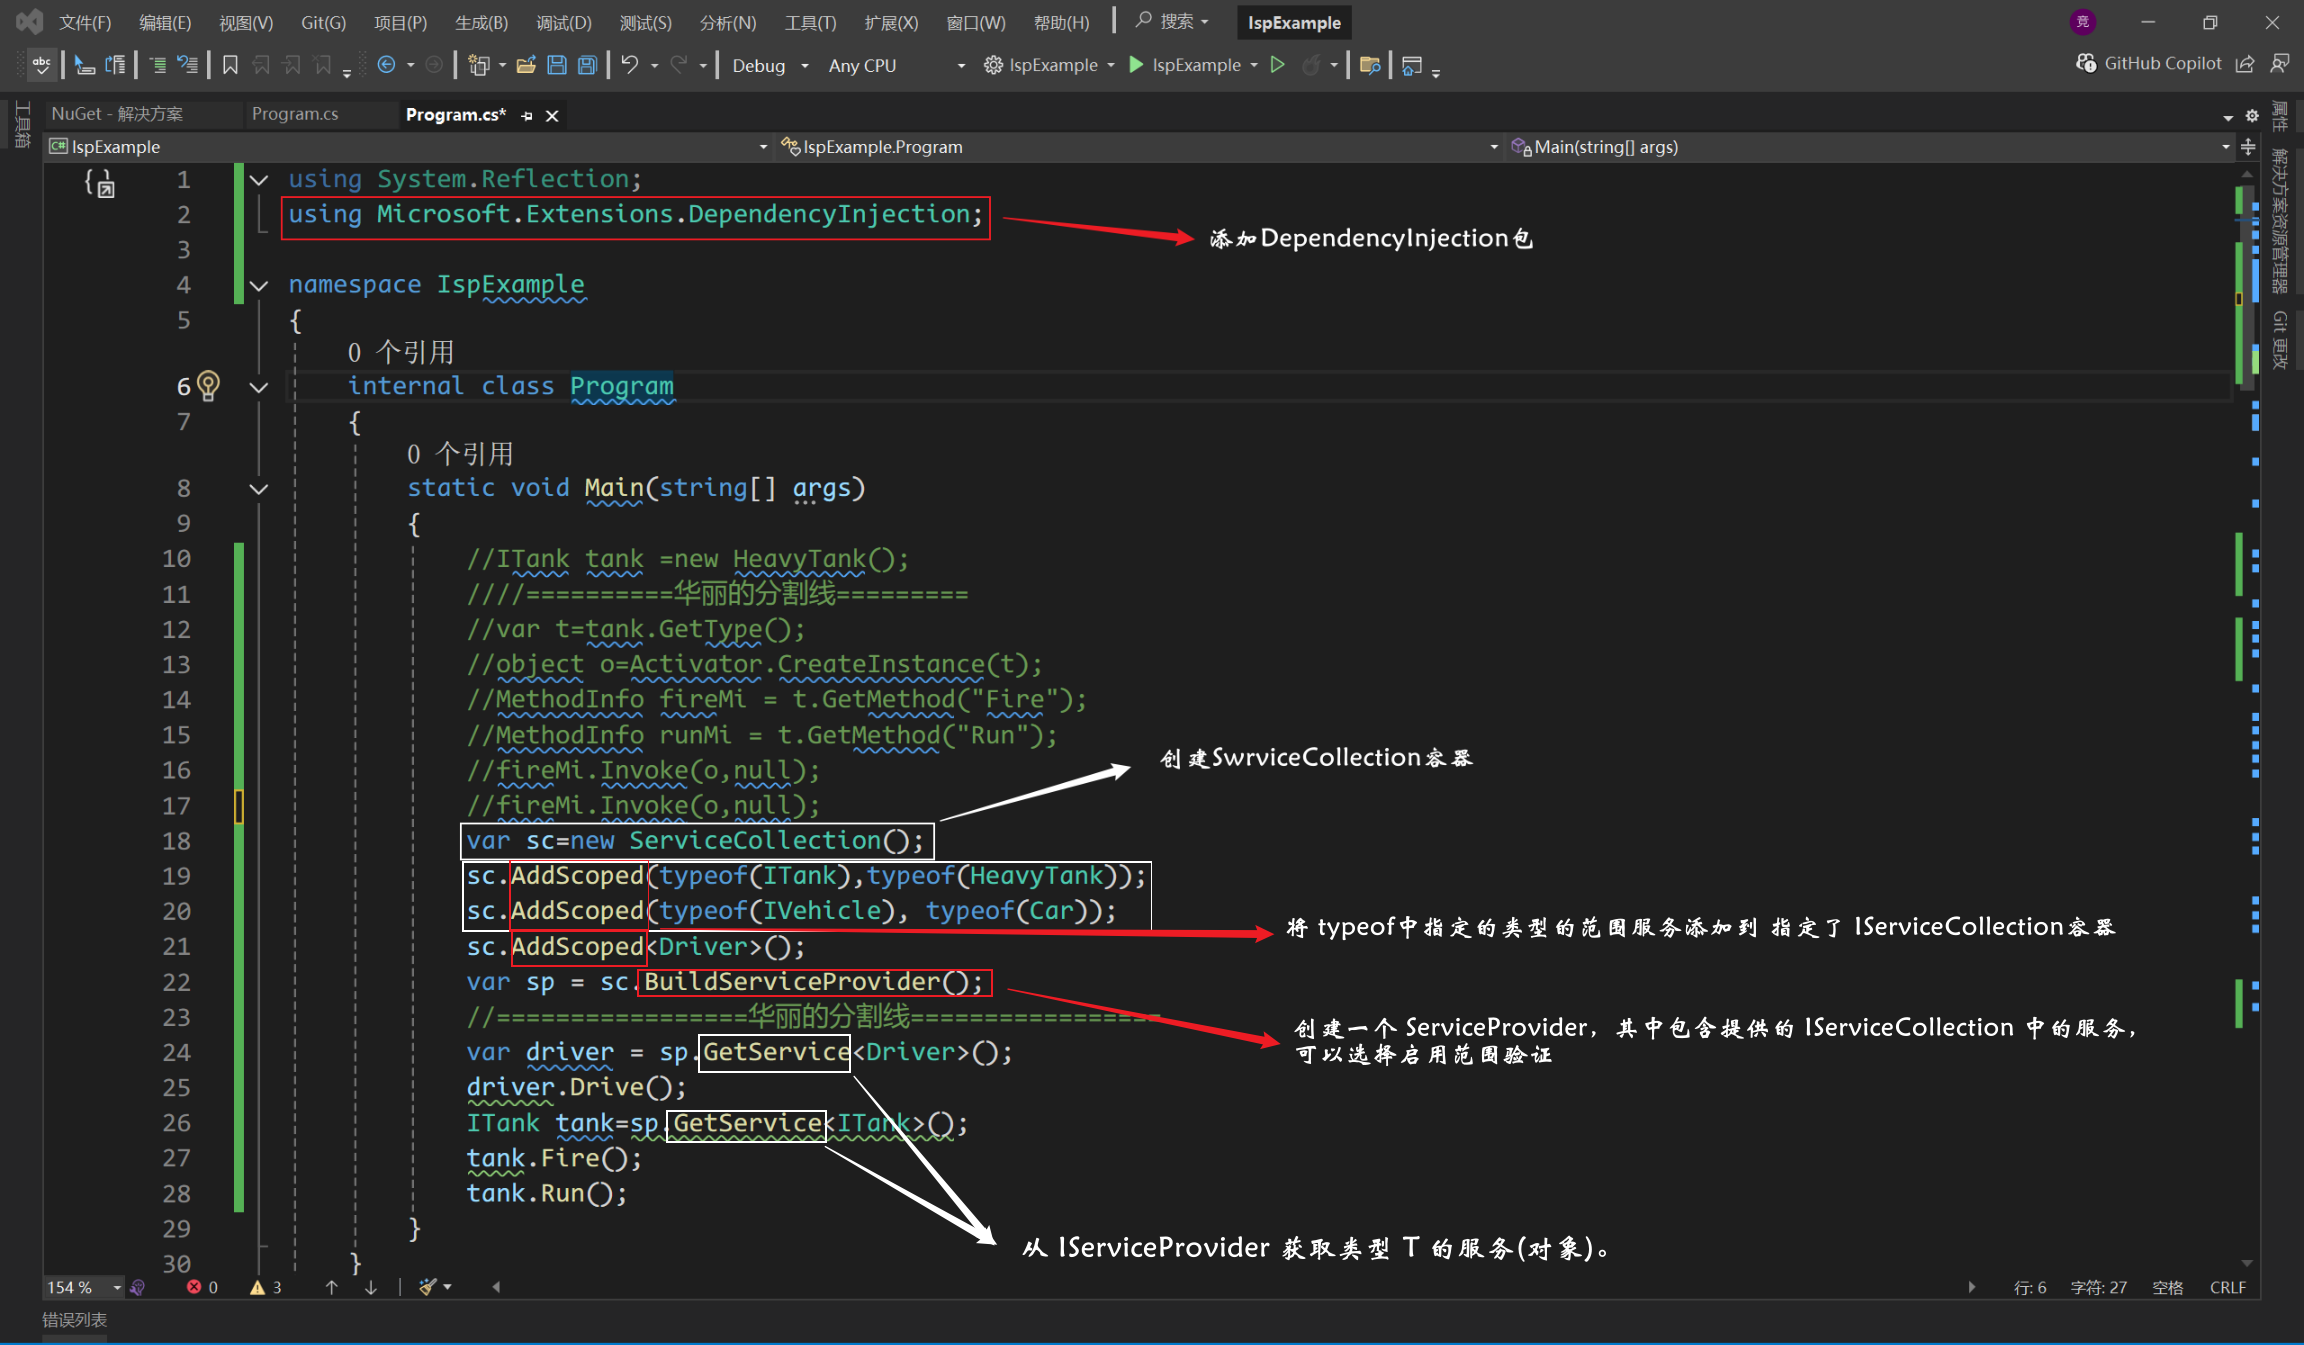 文件(F) 编辑(E) 视图(V) Git(G) 项目(P) 生成(B) 调试(D) 测试(S) 分析(N) 工具(T) 扩展(X) 窗口(W) 帮助(H) 搜索 IspExample 竞
abc Debug Any CPU IspExample IspExample GitHub Copilot
工具箱
NuGet - 解决方案 Program.cs Program.cs*
属性
解决方案资源管理器
Git 更改
C# IspExample IspExample.Program Main(string[] args)
1 using System.Reflection;
2 using Microsoft.Extensions.DependencyInjection;
添加DependencyInjection包
3
4 namespace IspExample
5 {
0 个引用
6 internal class Program
7 {
0 个引用
8 static void Main(string[] args)
9 {
10 //ITank tank =new HeavyTank();
11 ////==========华丽的分割线=========
12 //var t=tank.GetType();
13 //object o=Activator.CreateInstance(t);
14 //MethodInfo fireMi = t.GetMethod("Fire");
15 //MethodInfo runMi = t.GetMethod("Run");
创建SwrviceCollection容器
16 //fireMi.Invoke(o,null);
17 //fireMi.Invoke(o,null);
18 var sc=new ServiceCollection();
19 sc.AddScoped(typeof(ITank),typeof(HeavyTank));
20 sc.AddScoped(typeof(IVehicle), typeof(Car));
将 typeof中指定的类型的范围服务添加到 指定了 IServiceCollection容器
21 sc.AddScoped<Driver>();
22 var sp = sc.BuildServiceProvider();
23 //=================华丽的分割线=================
创建一个 ServiceProvider，其中包含提供的 IServiceCollection 中的服务，
可以选择启用范围验证
24 var driver = sp.GetService<Driver>();
25 driver.Drive();
26 ITank tank=sp.GetService<ITank>();
27 tank.Fire();
28 tank.Run();
29 }
从 IServiceProvider 获取类型 T 的服务(对象)。
30 }
154 % 0 3 行: 6 字符: 27 空格 CRLF
错误列表